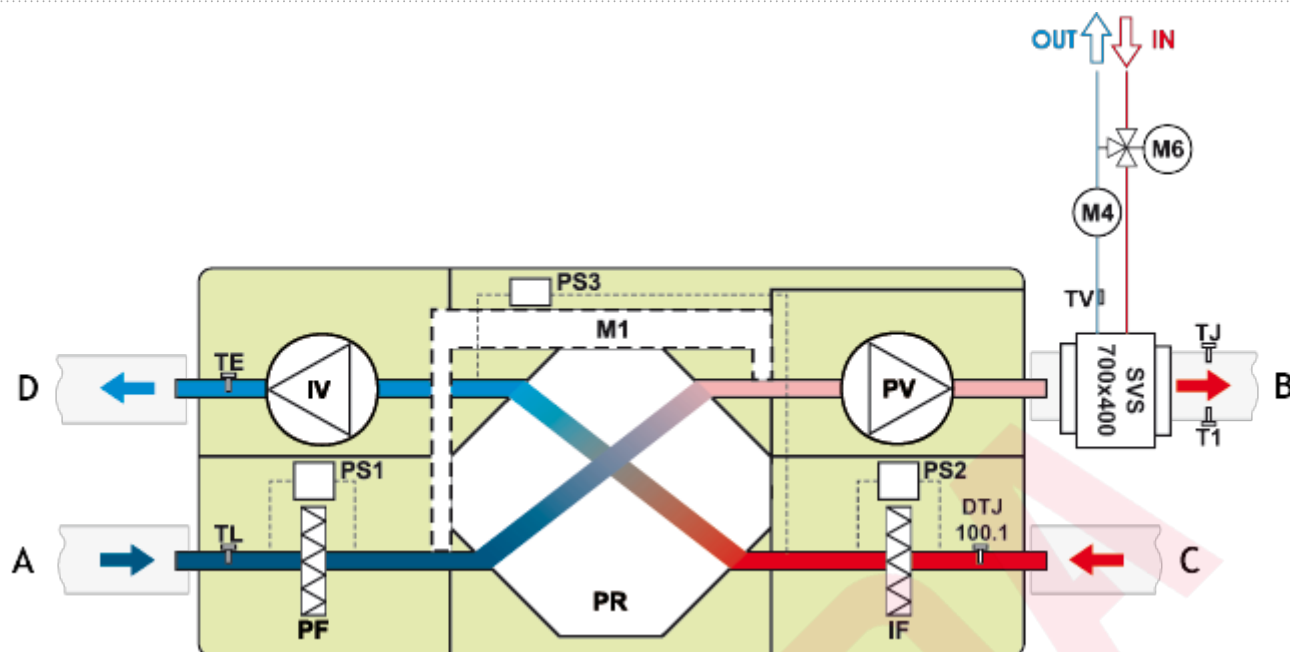 OUT IN
M6
M4
PS3
TV
M1
TJ
TE
D
IV
PV
SVS
700x400
B
T1
PS1
PS2
DTJ
100.1
TL
A
C
PR
PF
IF